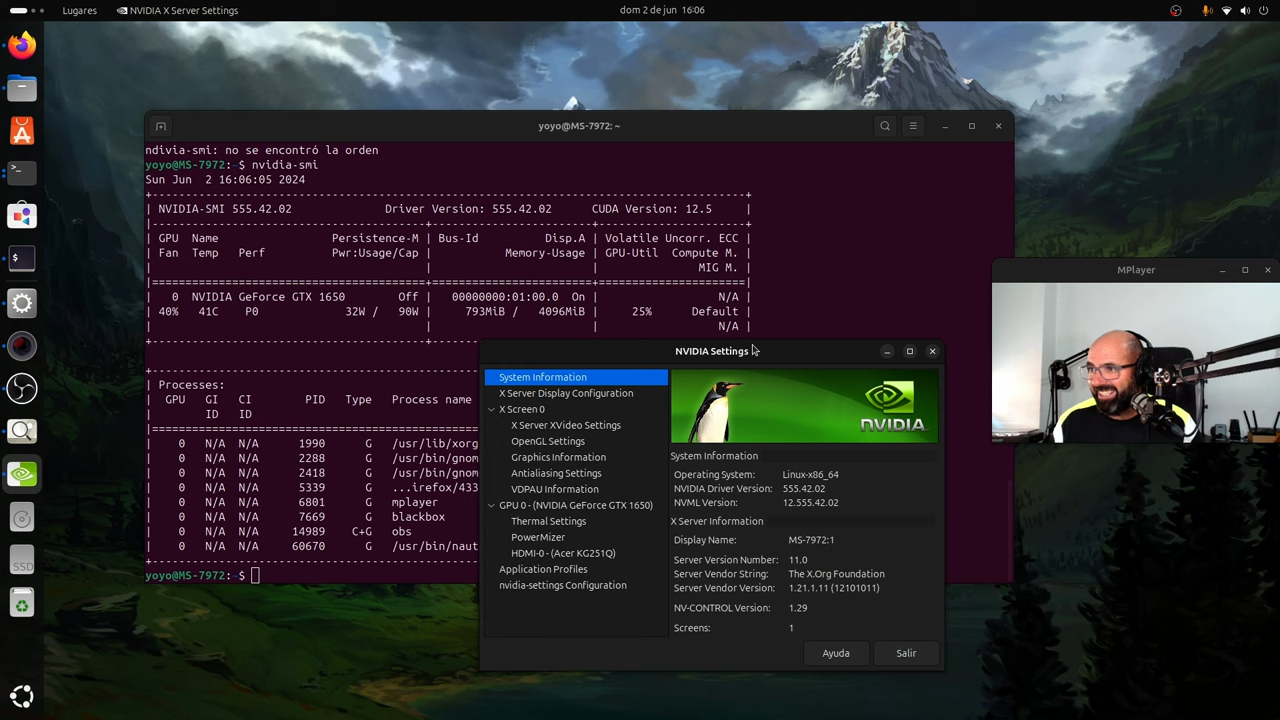 Lugares
NVIDIA X Server Settings
dom 2 de jun 16:06
yoyo@MS-7972: ~
ndivia-smi: no se encontró la orden
yoyo@MS-7972:~$ nvidia-smi
Sun Jun 2 16:06:05 2024
NVIDIA-SMI 555.42.02 Driver Version: 555.42.02 CUDA Version: 12.5
GPU Name Persistence-M | Bus-Id Disp.A | Volatile Uncorr. ECC
Fan Temp Perf Pwr:Usage/Cap | Memory-Usage | GPU-Util Compute M.
MIG M.
0 NVIDIA GeForce GTX 1650 Off | 00000000:01:00.0 On | N/A
40% 41C P0 32W / 90W | 793MiB / 4096MiB | 25% Default
N/A
Processes:
GPU GI CI PID Type Process name
ID ID
0 N/A N/A 1990 G /usr/lib/xorg
0 N/A N/A 2288 G /usr/bin/gnom
0 N/A N/A 2418 G /usr/bin/gnom
0 N/A N/A 5339 G ...irefox/433
0 N/A N/A 6801 G mplayer
0 N/A N/A 7669 G blackbox
0 N/A N/A 14989 C+G obs
0 N/A N/A 60670 G /usr/bin/naut
yoyo@MS-7972:~$
NVIDIA Settings
System Information
X Server Display Configuration
X Screen 0
X Server XVideo Settings
OpenGL Settings
Graphics Information
Antialiasing Settings
VDPAU Information
GPU 0 - (NVIDIA GeForce GTX 1650)
Thermal Settings
PowerMizer
HDMI-0 - (Acer KG251Q)
Application Profiles
nvidia-settings Configuration
NVIDIA.
System Information
Operating System: Linux-x86_64
NVIDIA Driver Version: 555.42.02
NVML Version: 12.555.42.02
X Server Information
Display Name: MS-7972:1
Server Version Number: 11.0
Server Vendor String: The X.Org Foundation
Server Vendor Version: 1.21.1.11 (12101011)
NV-CONTROL Version: 1.29
Screens: 1
Ayuda
Salir
MPlayer
SSD